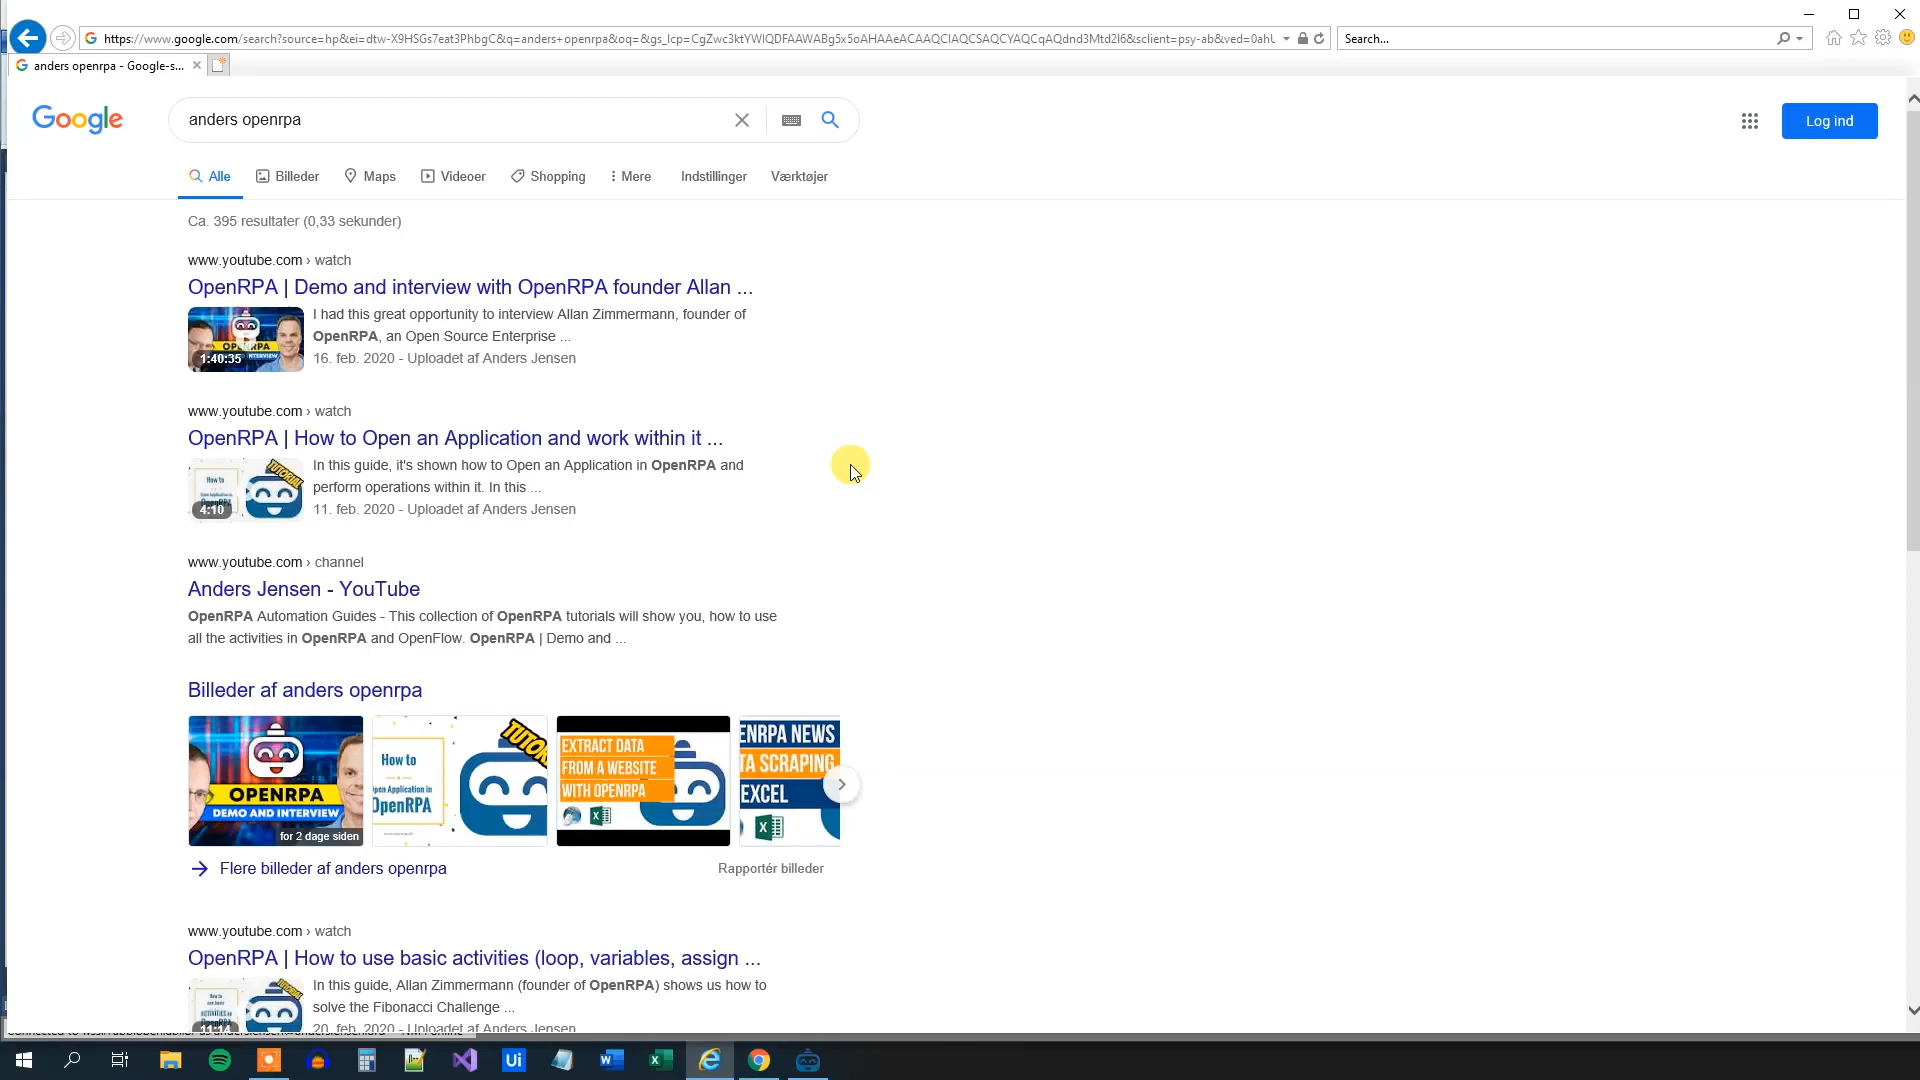 https://www.google.com/search?source=hp&ei=dtw-X9HSGs7eat3PhbgC&q=anders+openrpa&oq=&gs_lcp=
Search...
anders openrpa - Google-s...
Google
anders openrpa
Log ind
Alle
Billeder
Maps
Videoer
Shopping
Mere
Indstillinger
Værktøjer
Ca. 395 resultater (0,33 sekunder)
www.youtube.com › watch
OpenRPA | Demo and interview with OpenRPA founder Allan ...
I had this great opportunity to interview Allan Zimmermann, founder of
OpenRPA, an Open Source Enterprise ...
1:40:35
16. feb. 2020 - Uploadet af Anders Jensen
www.youtube.com › watch
OpenRPA | How to Open an Application and work within it ...
In this guide, it's shown how to Open an Application in OpenRPA and
perform operations within it. In this ...
TUTORIAL
How to
4:10
11. feb. 2020 - Uploadet af Anders Jensen
www.youtube.com › channel
Anders Jensen - YouTube
OpenRPA Automation Guides - This collection of OpenRPA tutorials will show you, how to use
all the activities in OpenRPA and OpenFlow. OpenRPA | Demo and ...
Billeder af anders openrpa
OPENRPA
DEMO AND INTERVIEW
for 2 dage siden
TUTOR
How to
pen Application in
OpenRPA
EXTRACT DATA
FROM A WEBSITE
WITH OPENRPA
ENRPA NEWS
TA SCRAPING
EXCEL
Flere billeder af anders openrpa
Rapportér billeder
www.youtube.com › watch
OpenRPA | How to use basic activities (loop, variables, assign ...
In this guide, Allan Zimmermann (founder of OpenRPA) shows us how to
solve the Fibonacci Challenge ...
11:14
20. feb. 2020 - Uploadet af Anders Jensen
Ui